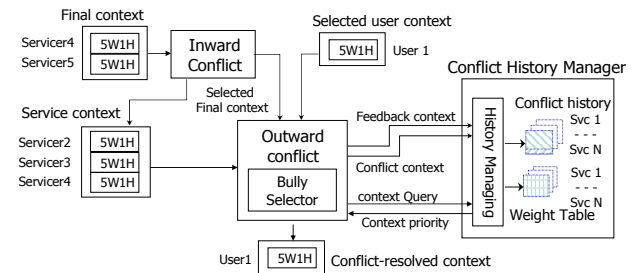 Final context
Servicer4
5W1H
Servicer5
5W1H
Inward
Conflict
Selected user context
5W1H
User 1
Selected
Final context
Service context
Servicer2
5W1H
Servicer3
5W1H
Servicer4
5W1H
Outward
conflict
Bully
Selector
Feedback context
Conflict context
context Query
Context priority
Conflict History Manager
History Managing
Conflict history
Svc 1
- - -
Svc N
Svc 1
- - -
Svc N
Weight Table
User1
5W1H
Conflict-resolved context